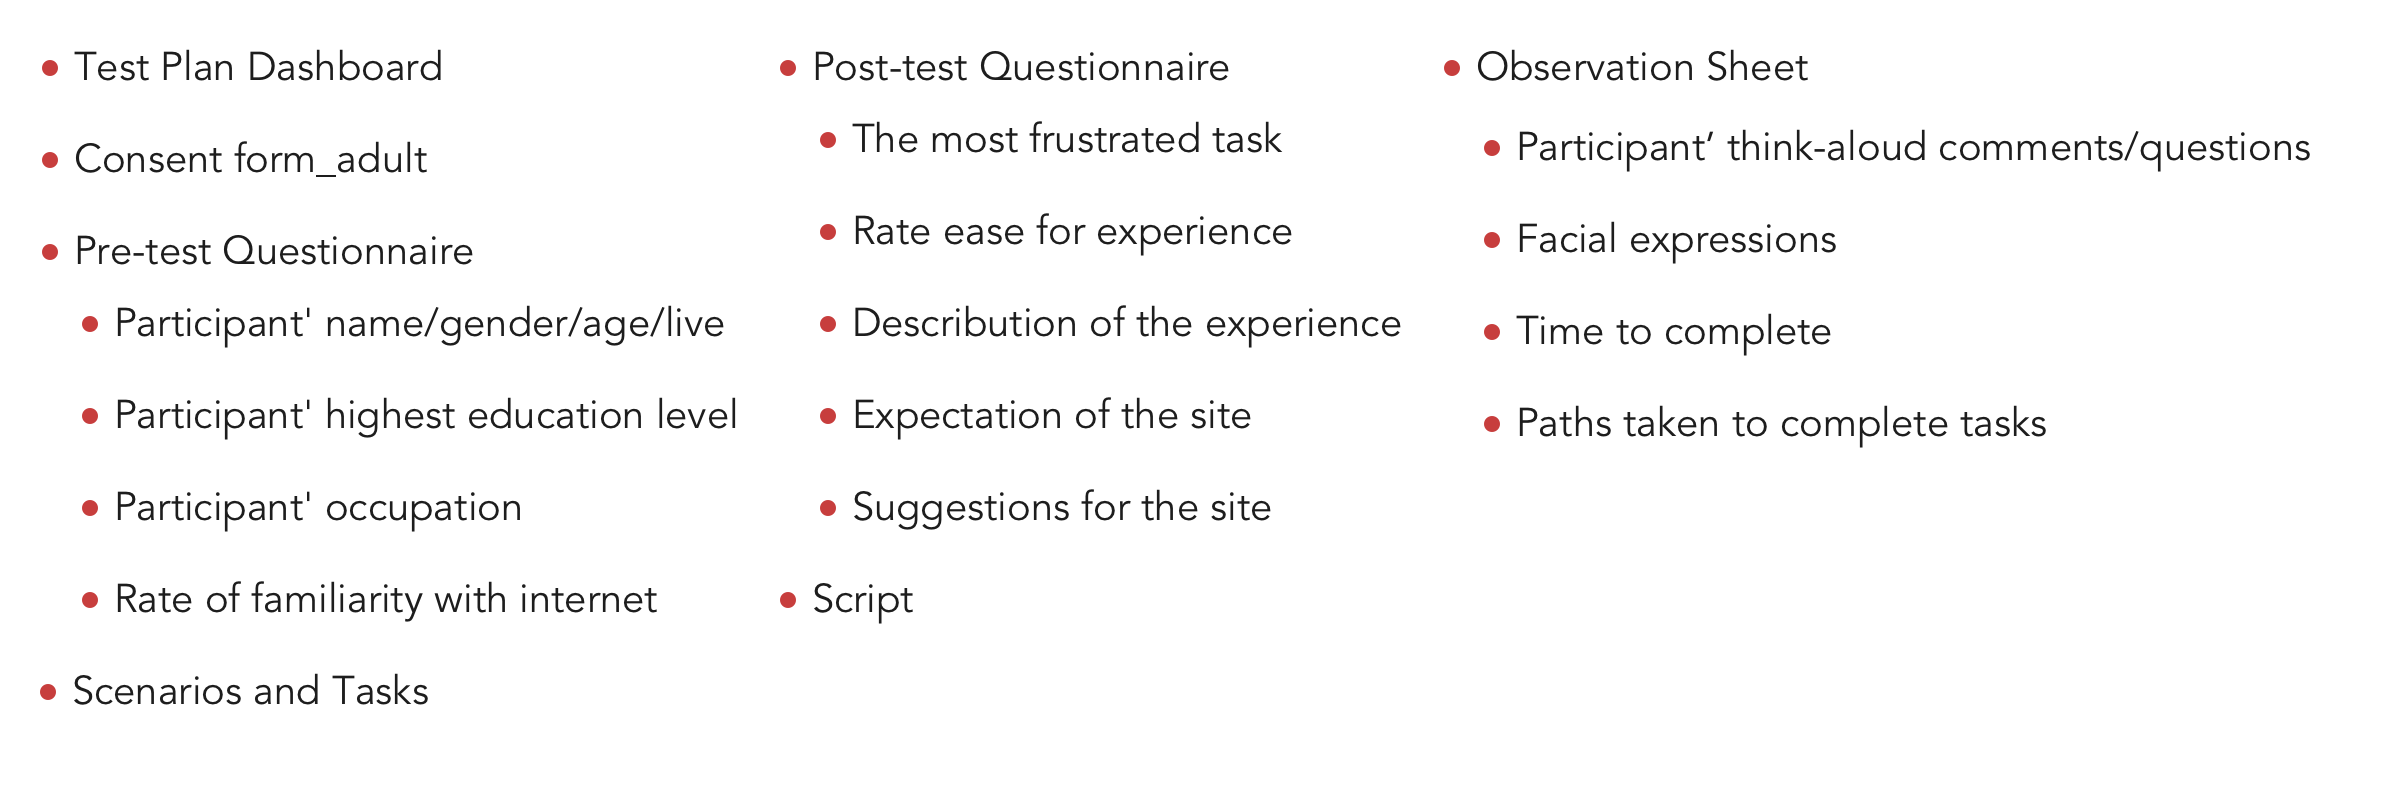 Test Plan Dashboard
Consent form_adult
Pre-test Questionnaire
Participant' name/gender/age/live
Participant' highest education level
Participant' occupation
Rate of familiarity with internet
Scenarios and Tasks
Post-test Questionnaire
The most frustrated task
Rate ease for experience
Describution of the experience
Expectation of the site
Suggestions for the site
Script
Observation Sheet
Participant’ think-aloud comments/questions
Facial expressions
Time to complete
Paths taken to complete tasks